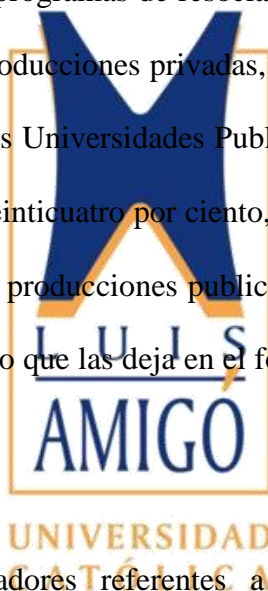 programas de
oducciones privadas,
s Universidades Publ
einticuatro por ciento,
producciones public
LUIS
o que las deja en el fo
AMIGÓ
UNIVERSIDAD
adores referentes a
CATÓLICA